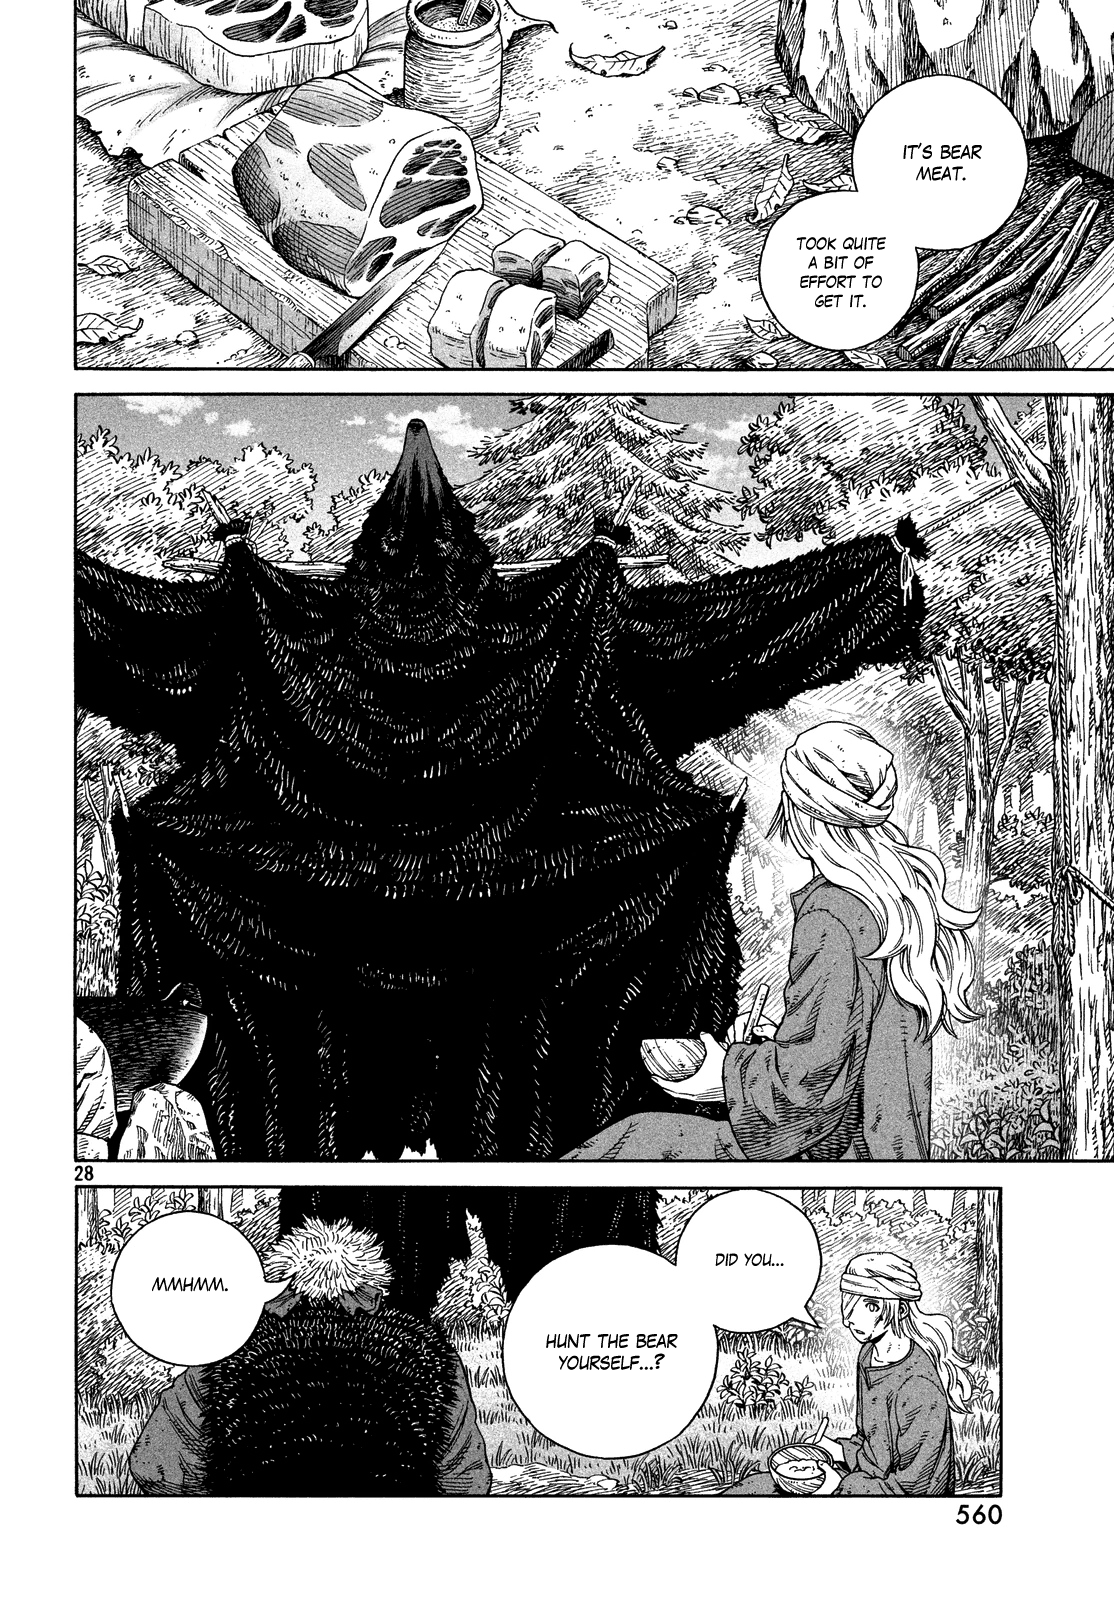 IT'S BEAR
MEAT.
TOOK QUITE
A BIT OF
EFFORT TO
GET IT.
28
DID YOU...
HUNT THE BEAR
YOURSELF...?
MMHMM.
560